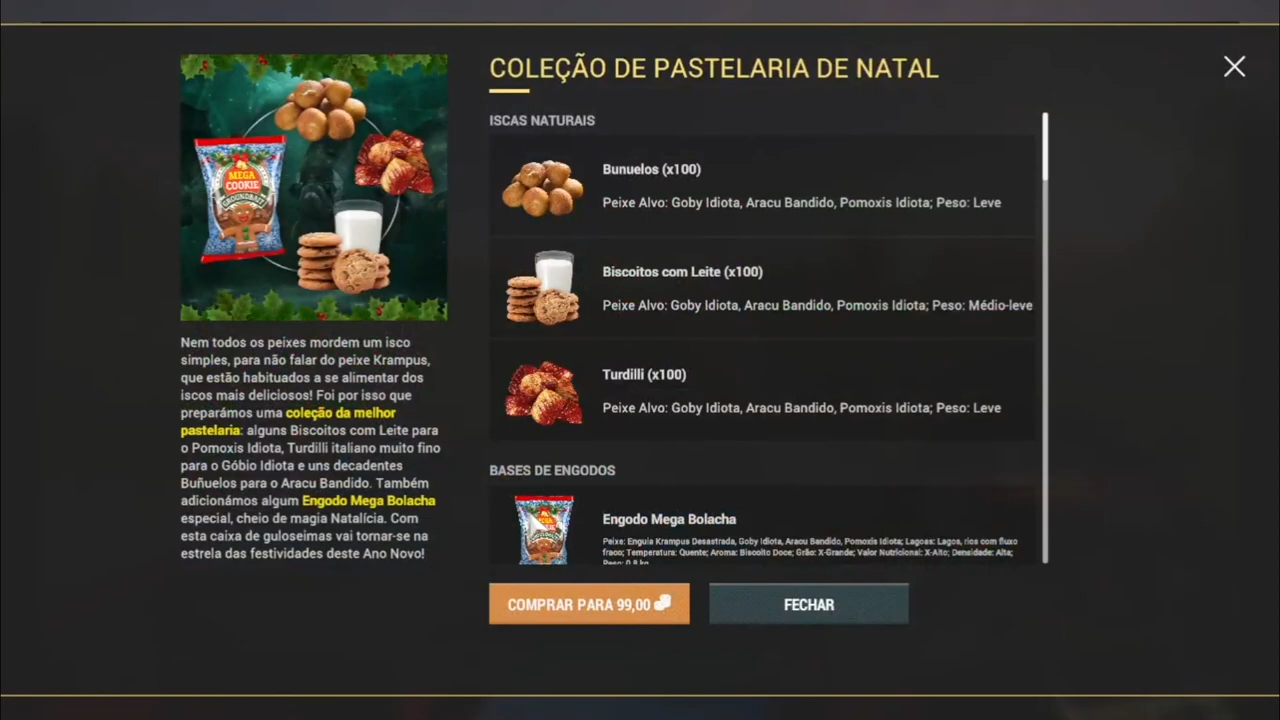 COLEÇÃO DE PASTELARIA DE NATAL
ISCAS NATURAIS
MEGA
COOKIE
GROUNDBAIT
Bunuelos (x100)
Peixe Alvo: Goby Idiota, Aracu Bandido, Pomoxis Idiota; Peso: Leve
Biscoitos com Leite (x100)
Peixe Alvo: Goby Idiota, Aracu Bandido, Pomoxis Idiota; Peso: Médio-leve
Turdilli (x100)
Peixe Alvo: Goby Idiota, Aracu Bandido, Pomoxis Idiota; Peso: Leve
Nem todos os peixes mordem um isco
simples, para não falar do peixe Krampus,
que estão habituados a se alimentar dos
iscos mais deliciosos! Foi por isso que
preparámos uma coleção da melhor
pastelaria: alguns Biscoitos com Leite para
o Pomoxis Idiota, Turdilli italiano muito fino
para o Góbio Idiota e uns decadentes
Buñuelos para o Aracu Bandido. Também
adicionámos algum Engodo Mega Bolacha
especial, cheio de magia Natalícia. Com
esta caixa de guloseimas vai tornar-se na
estrela das festividades deste Ano Novo!
BASES DE ENGODOS
Engodo Mega Bolacha
Peixe: Enguia Krampus Desastrada, Goby Idiota, Aracu Bandido, Pomoxis Idiota; Lagoas: Lagos, rios com fluxo
fraco; Temperatura: Quente; Aroma: Biscoito Doce; Grão: X-Grande; Valor Nutricional: X-Alto; Densidade: Alta;
Peso: 0,8 kg
COMPRAR PARA 99,00
FECHAR